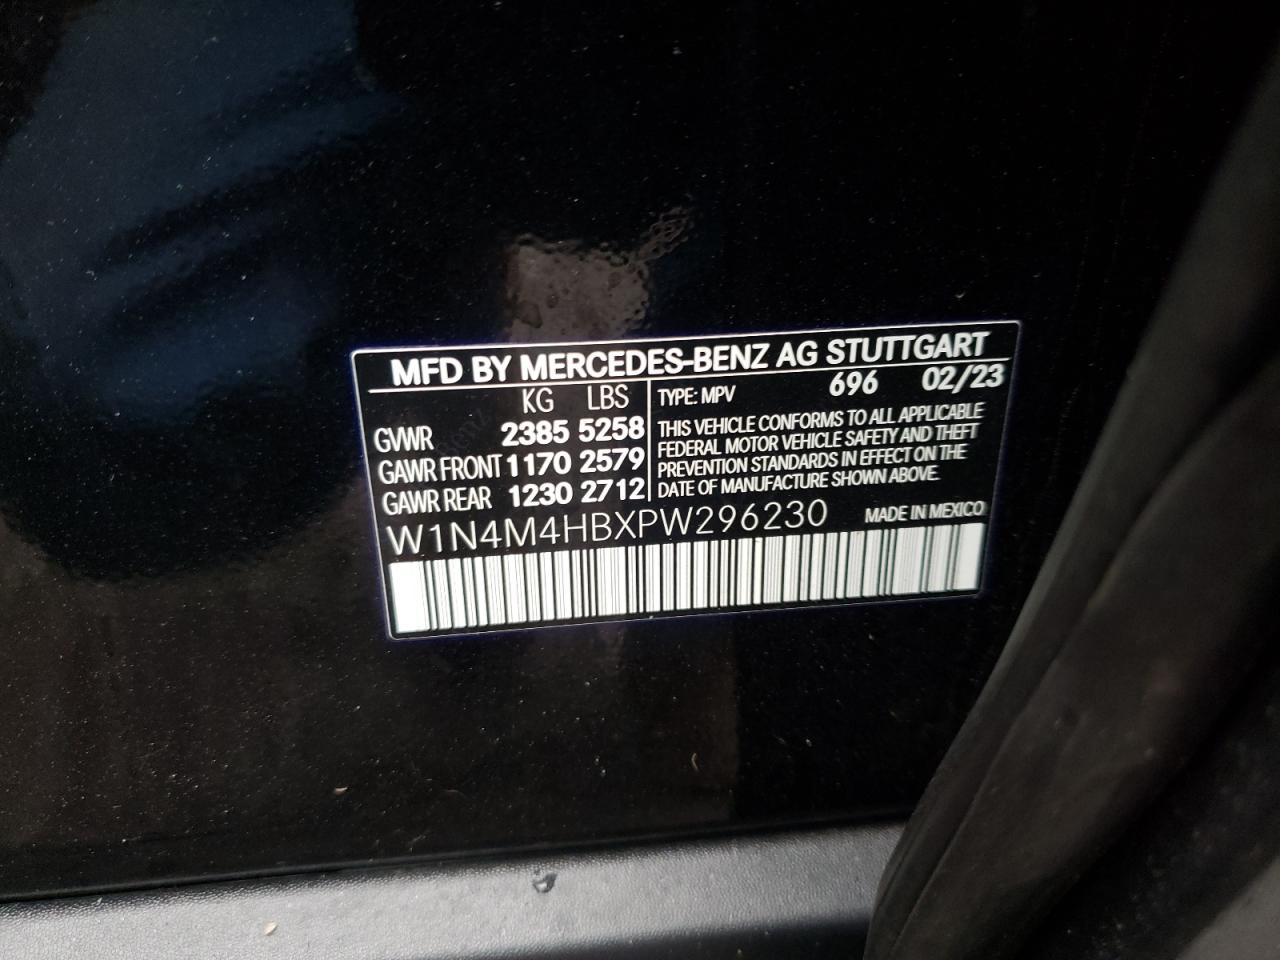 MFD BY MERCEDES-BENZ AG STUTTGART
KG LBS
GVWR 2385 5258
GAWR FRONT 1170 2579
GAWR REAR 1230 2712
TYPE: MPV 696 02/23
THIS VEHICLE CONFORMS TO ALL APPLICABLE
FEDERAL MOTOR VEHICLE SAFETY AND THEFT
PREVENTION STANDARDS IN EFFECT ON THE
DATE OF MANUFACTURE SHOWN ABOVE.
W1N4M4HBXPW296230 MADE IN MEXICO